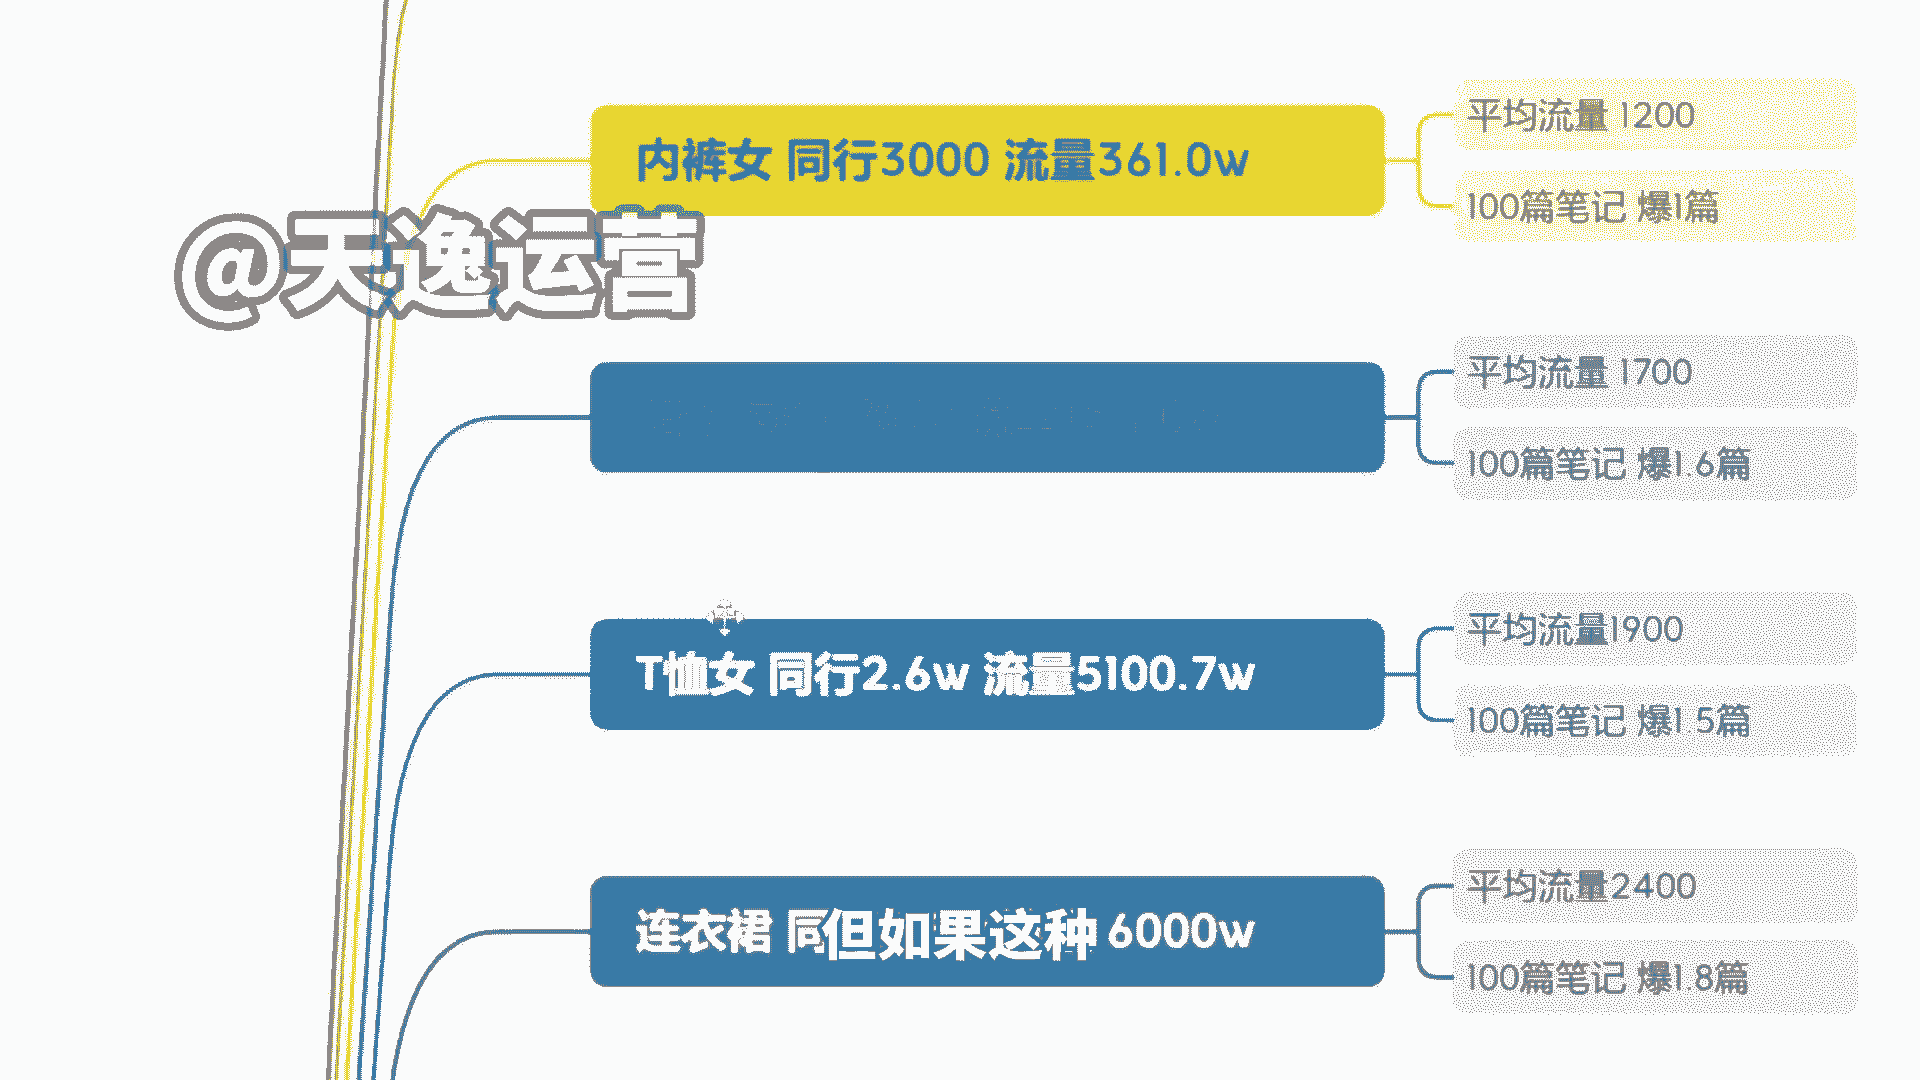 平均流量 1200
内裤女 同行3000 流量361.0w
100篇笔记 爆1篇
@天逸运营
平均流量 1700
100篇笔记 爆1.6篇
平均流量1900
T恤女 同行2.6w 流量5100.7w
100篇笔记 爆1 5篇
平均流量2400
连衣裙 同
但如果这种
6000w
100篇笔记 爆1.8篇